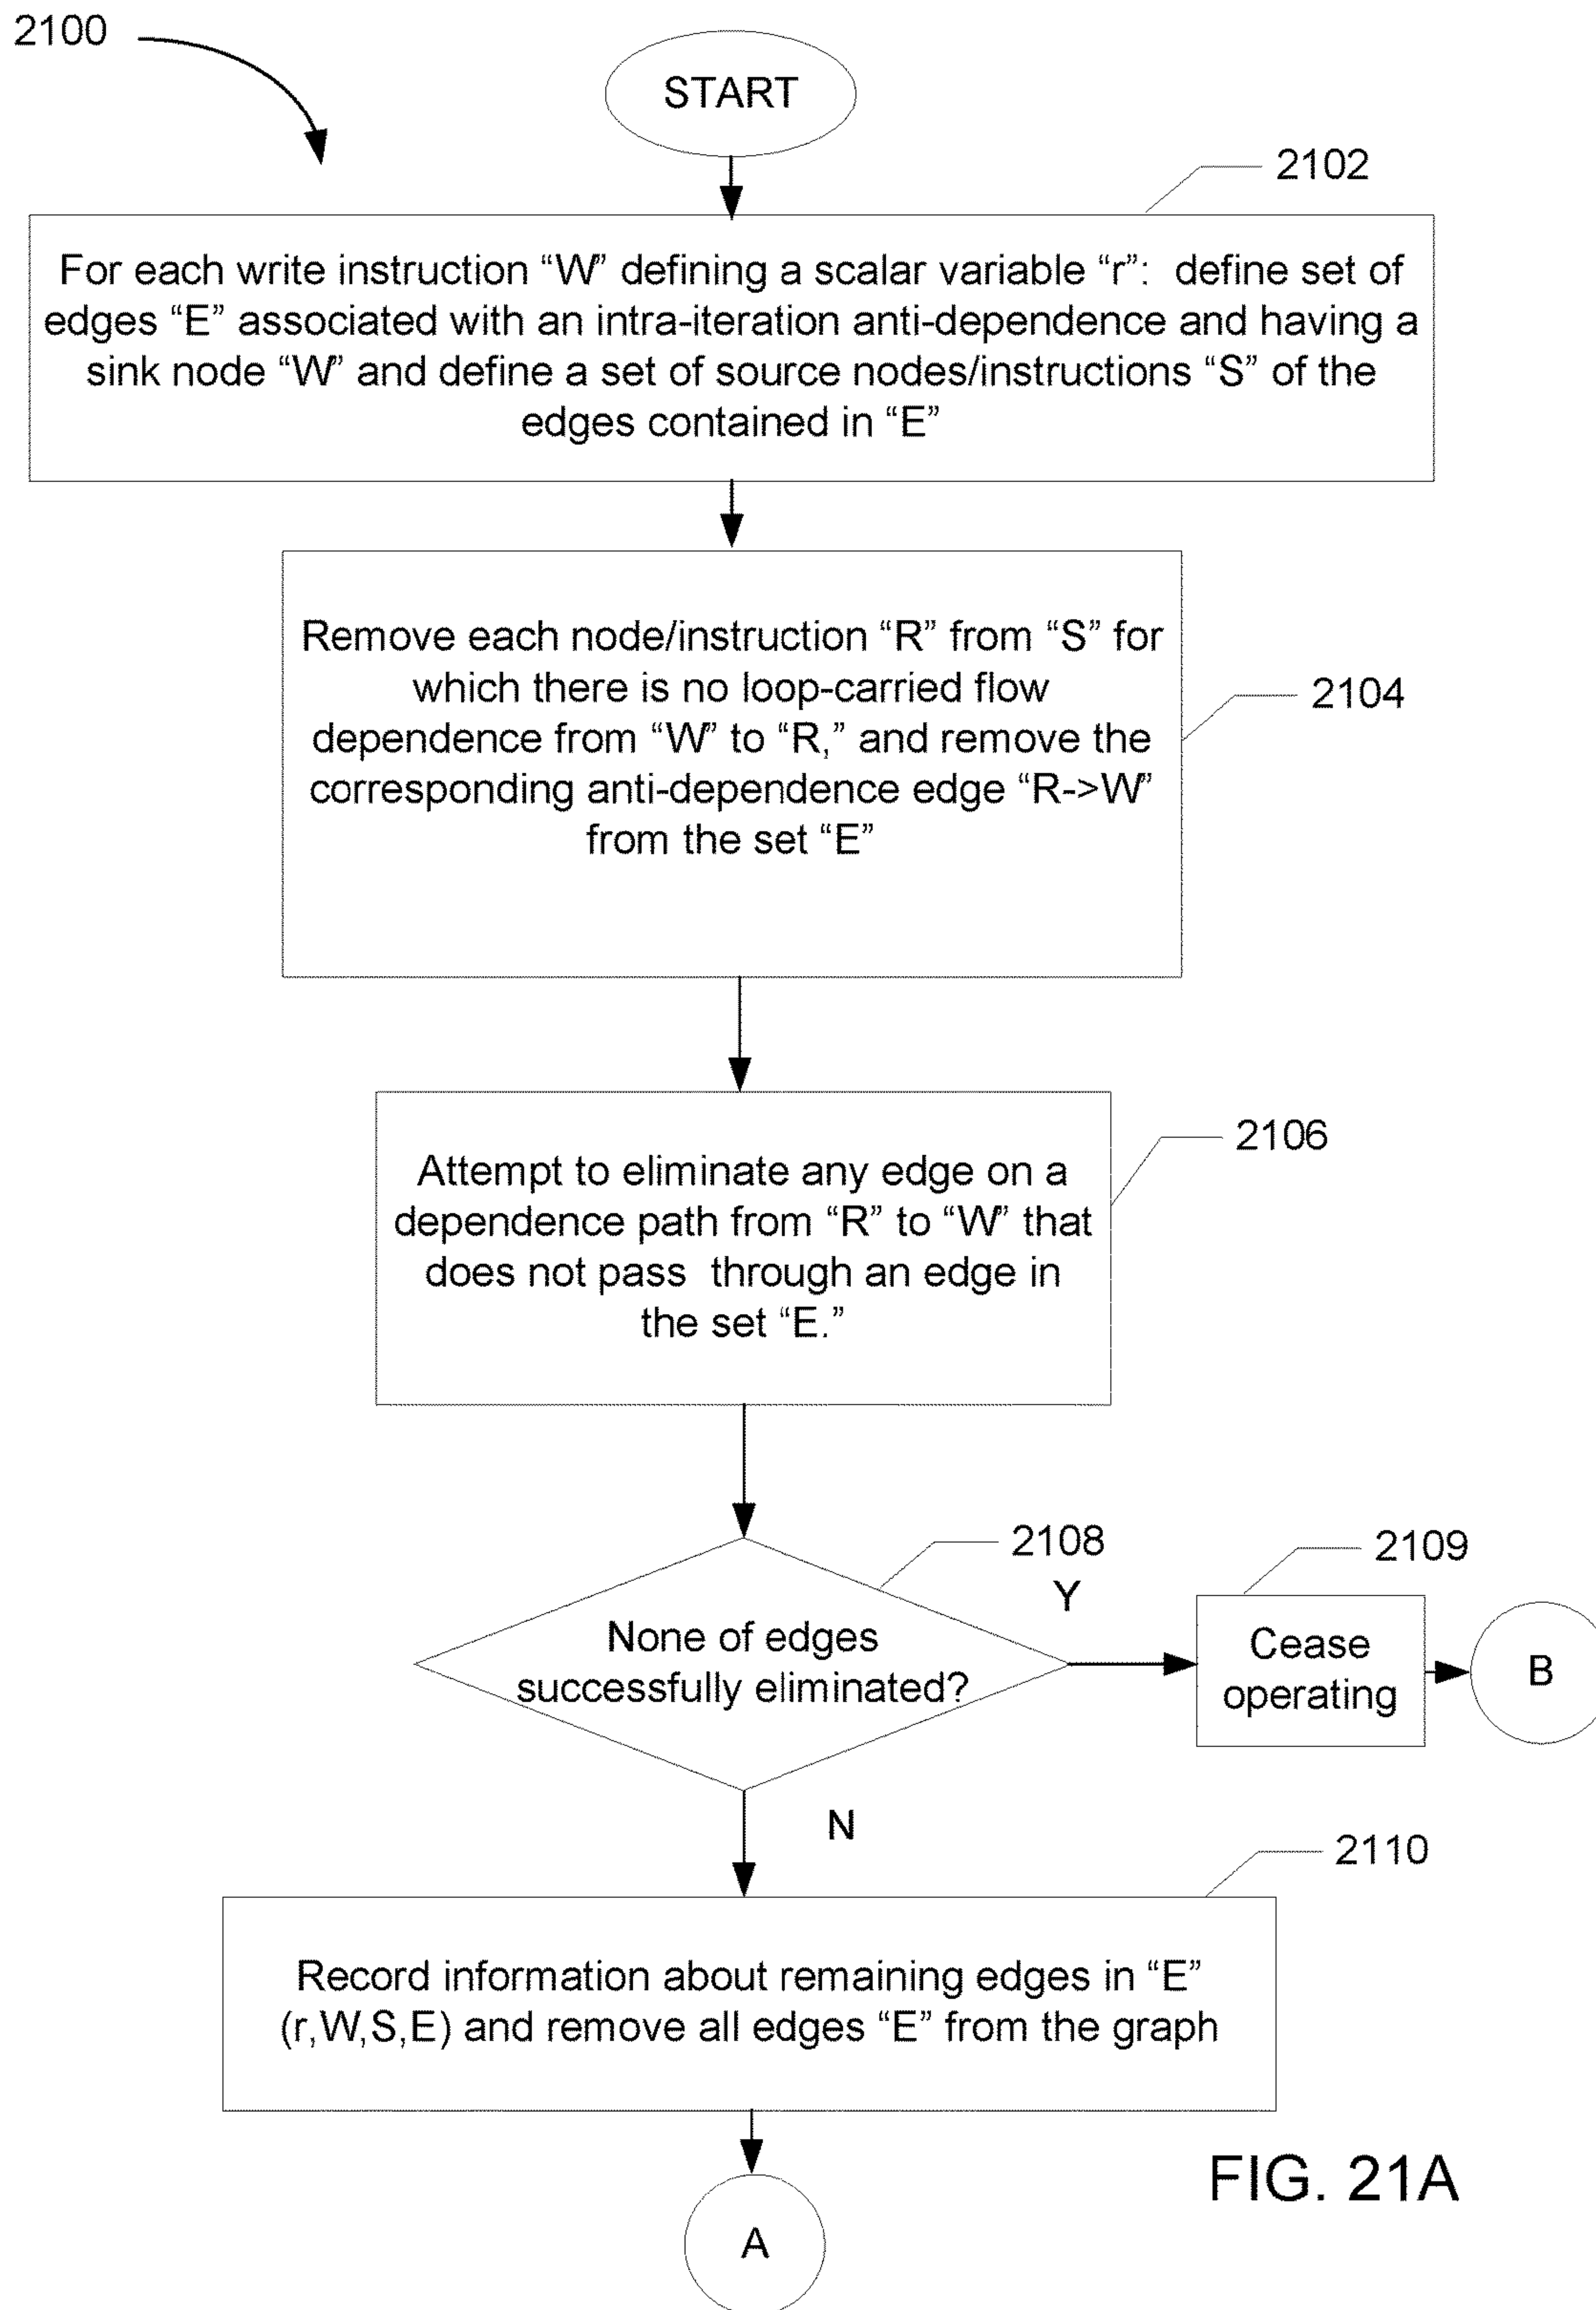 2100
START
2102
For each write instruction “W” defining a scalar variable “r”: define set of
edges “E” associated with an intra-iteration anti-dependence and having a
sink node “W” and define a set of source nodes/instructions “S” of the
edges contained in “E”
Remove each node/instruction “R” from “S” for
which there is no loop-carried flow
dependence from “W” to “R,” and remove the
corresponding anti-dependence edge “R->W”
from the set “E”
2104
2106
Attempt to eliminate any edge on a
dependence path from “R” to “W” that
does not pass through an edge in
the set “E.”
2108
2109
Y
None of edges
successfully eliminated?
Cease
operating
B
N
2110
Record information about remaining edges in “E”
(r,W,S,E) and remove all edges “E” from the graph
FIG. 21A
A